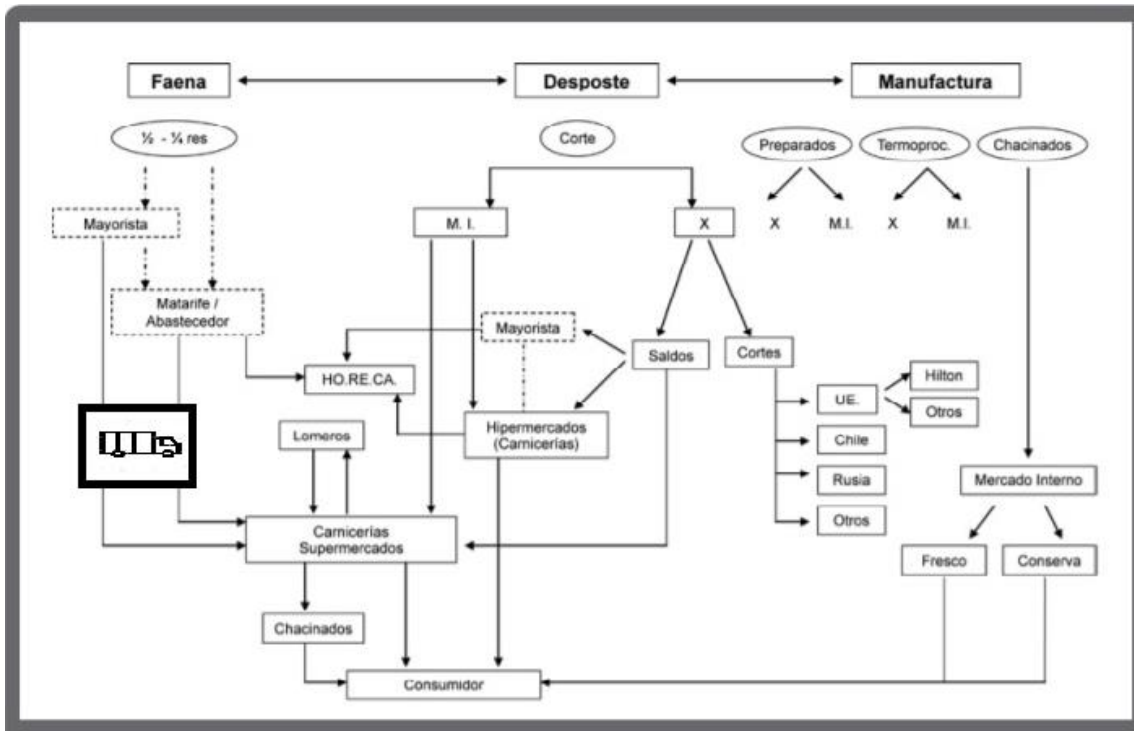 Faena
Desposte
Manufactura
½ - ¼ res
Corte
Preparados
Termoproc.
Chacinados
Mayorista
M. I.
X
X
M.I.
X
M.I.
Matarife /
Abastecedor
Mayorista
Saldos
Cortes
HO.RE.CA.
UE.
Hilton
Otros
Lomeros
Hipermercados
(Carnicerías)
Chile
Rusia
Otros
Mercado Interno
Carnicerías
Supermercados
Fresco
Conserva
Chacinados
Consumidor